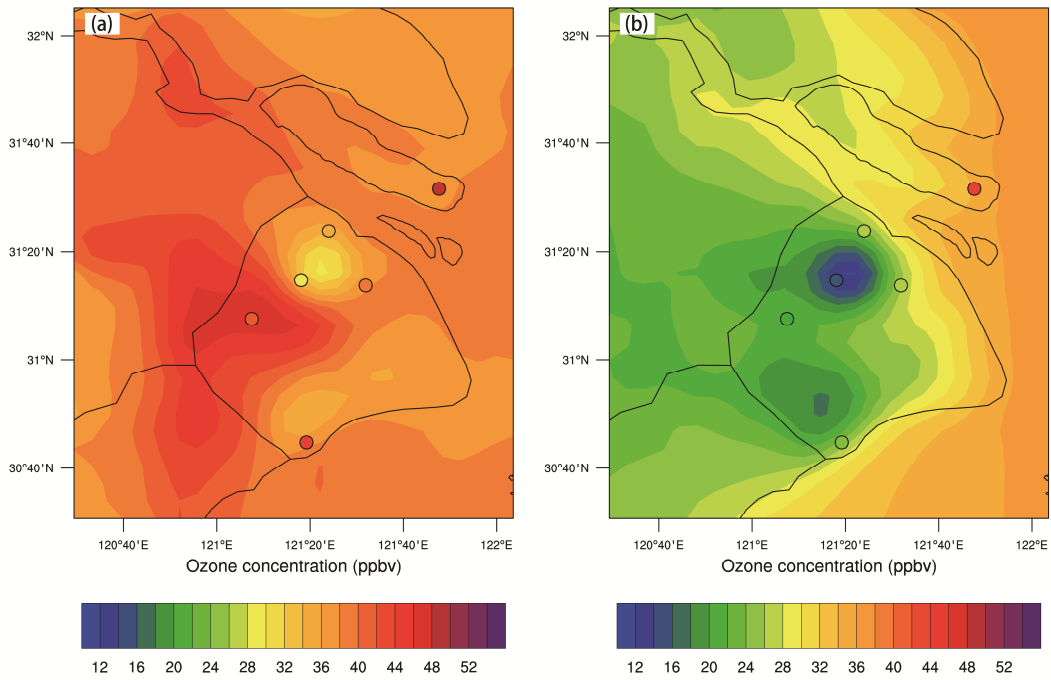 (a)
32°N
31°40'N
31°20'N
31°N
30°40'N
120°40'E 121°E 121°20'E 121°40'E 122°E
Ozone concentration (ppbv)
12 16 20 24 28 32 36 40 44 48 52
(b)
32°N
31°40'N
31°20'N
31°N
30°40'N
120°40'E 121°E 121°20'E 121°40'E 122°E
Ozone concentration (ppbv)
12 16 20 24 28 32 36 40 44 48 52